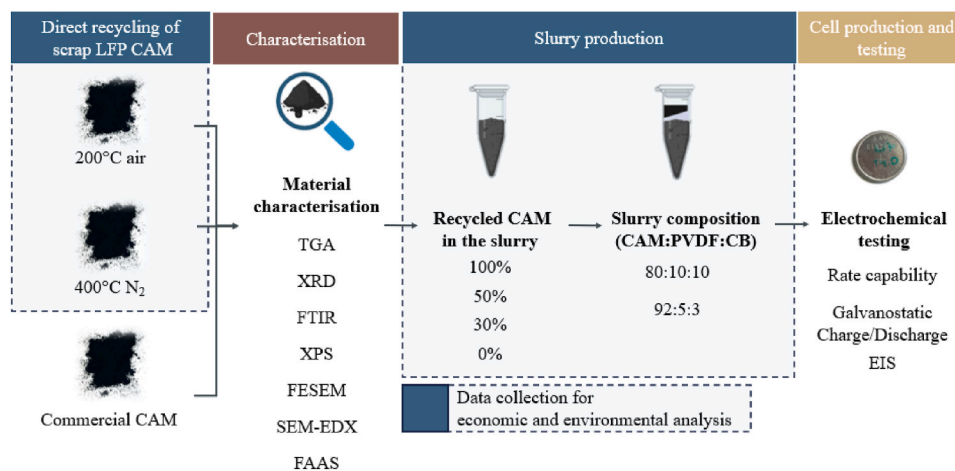 Direct recycling of
scrap LFP CAM
Characterisation
Slurry production
Cell production and
testing
200°C air
400°C N₂
Commercial CAM
Material
characterisation
TGA
XRD
FTIR
XPS
FESEM
SEM-EDX
FAAS
Recycled CAM
in the slurry
100%
50%
30%
0%
Slurry composition
(CAM:PVDF:CB)
80:10:10
92:5:3
Data collection for
economic and environmental analysis
Electrochemical
testing
Rate capability
Galvanostatic
Charge/Discharge
EIS